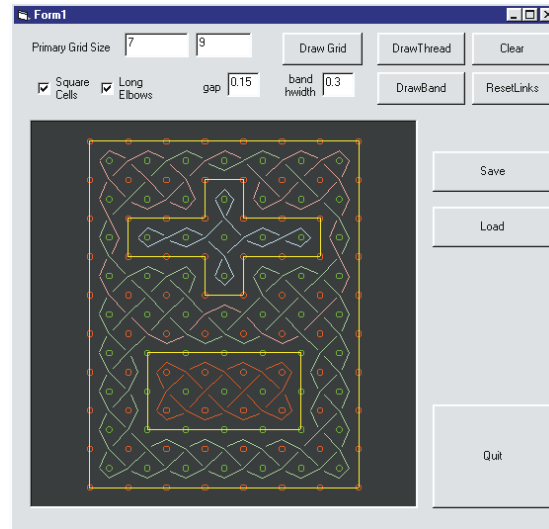 Form1
Primary Grid Size 7 9 Draw Grid DrawThread Clear
Square Cells Long Elbows gap 0.15 band hwidth 0.3 DrawBand ResetLinks
Save
Load
Quit